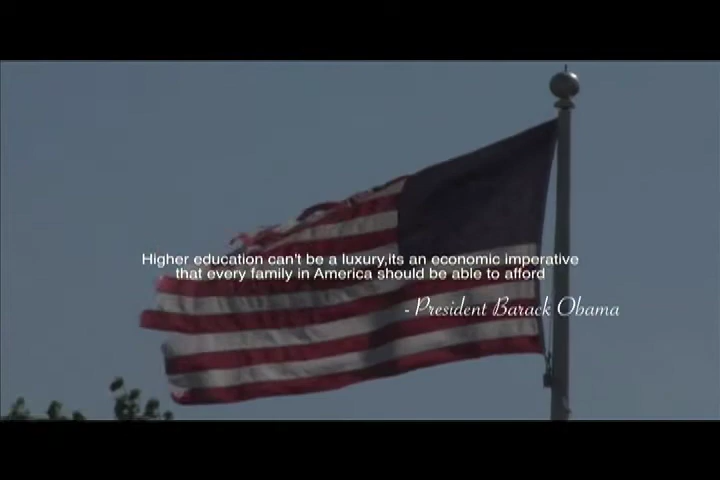 Higher education can't be a luxury,its an economic imperative
that every family in America should be able to afford
- President Barack Obama